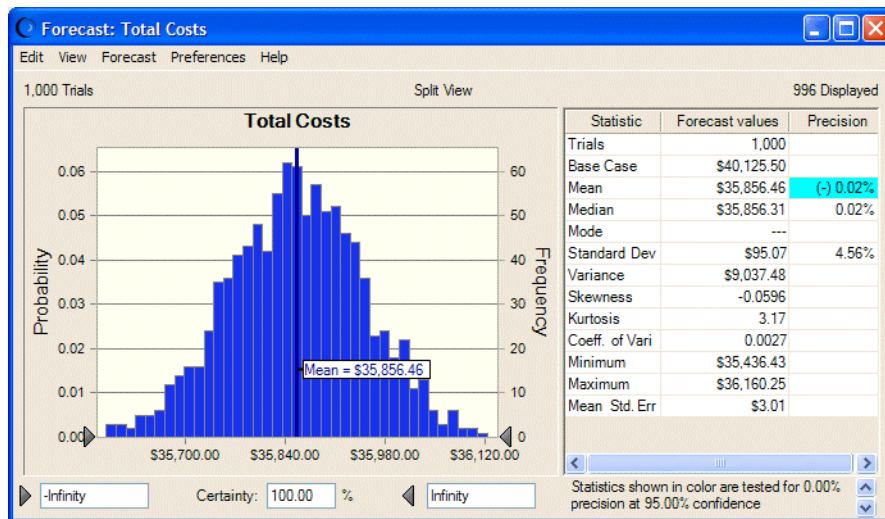 Forecast: Total Costs
Edit View Forecast Preferences Help
1,000 Trials Split View 996 Displayed
Total Costs
Probability
0.06
0.05
0.04
0.03
0.02
0.01
0.00
Frequency
60
50
40
30
20
10
0
Mean = $35,856.46
$35,700.00 $35,840.00 $35,980.00 $36,120.00
Statistic Forecast values Precision
Trials 1,000
Base Case $40,125.50
Mean $35,856.46 (-) 0.02%
Median $35,856.31 0.02%
Mode ---
Standard Dev $95.07 4.56%
Variance $9,037.48
Skewness -0.0596
Kurtosis 3.17
Coeff. of Vari 0.0027
Minimum $35,436.43
Maximum $36,160.25
Mean Std. Err $3.01
-Infinity Certainty: 100.00 % Infinity
Statistics shown in color are tested for 0.00%
precision at 95.00% confidence